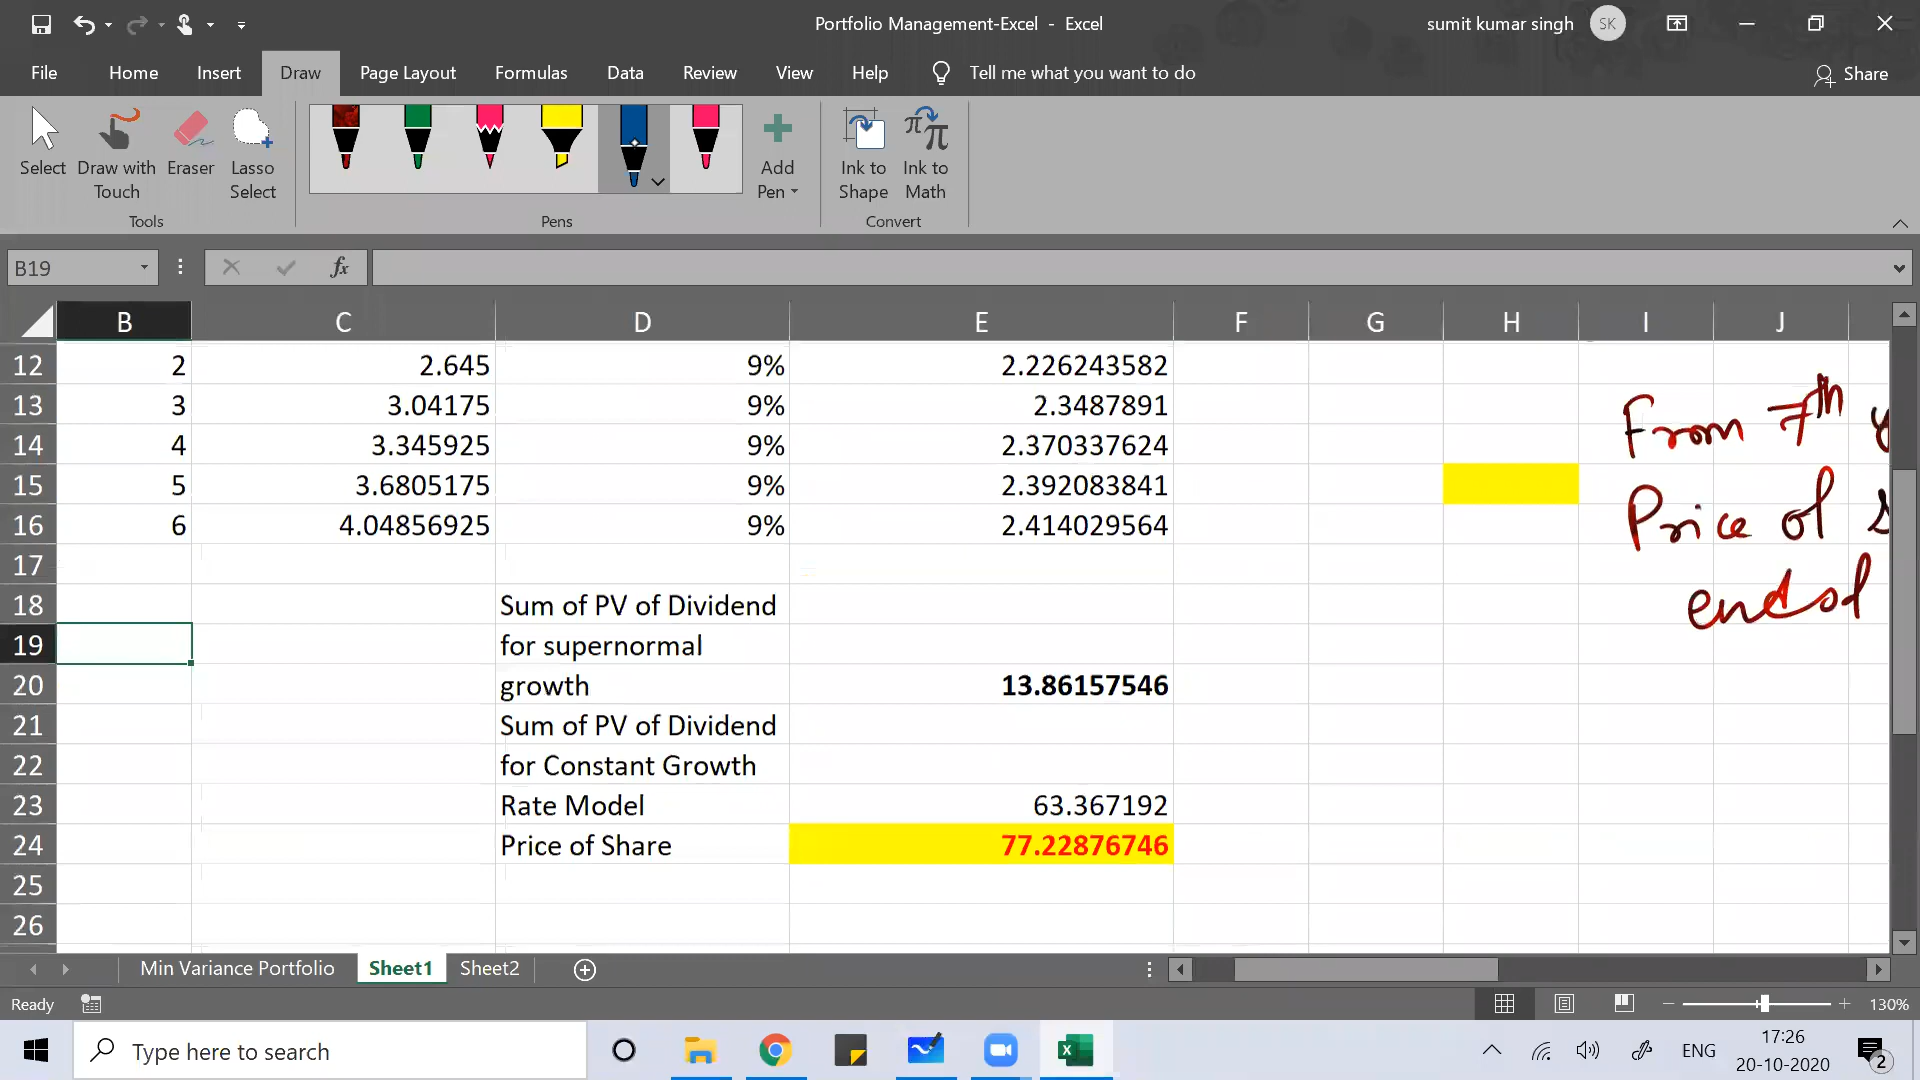 Portfolio Management-Excel - Excel
sumit kumar singh
SK
File Home Insert Draw Page Layout Formulas Data Review View Help Tell me what you want to do
Share
Select
Draw with Touch
Eraser
Lasso Select
Add Pen
Ink to Shape
Ink to Math
Tools
Pens
Convert
B19
fx
B C D E F G H I J
12 2 2.645 9% 2.226243582
13 3 3.04175 9% 2.3487891
14 4 3.345925 9% 2.370337624
15 5 3.6805175 9% 2.392083841
16 6 4.04856925 9% 2.414029564
17
18 Sum of PV of Dividend
19 for supernormal
20 growth 13.86157546
21 Sum of PV of Dividend
22 for Constant Growth
23 Rate Model 63.367192
24 Price of Share 77.22876746
25
26
From 7th
Price of
end of
Min Variance Portfolio Sheet1 Sheet2
Ready
130%
Type here to search
ENG
17:26
20-10-2020
2